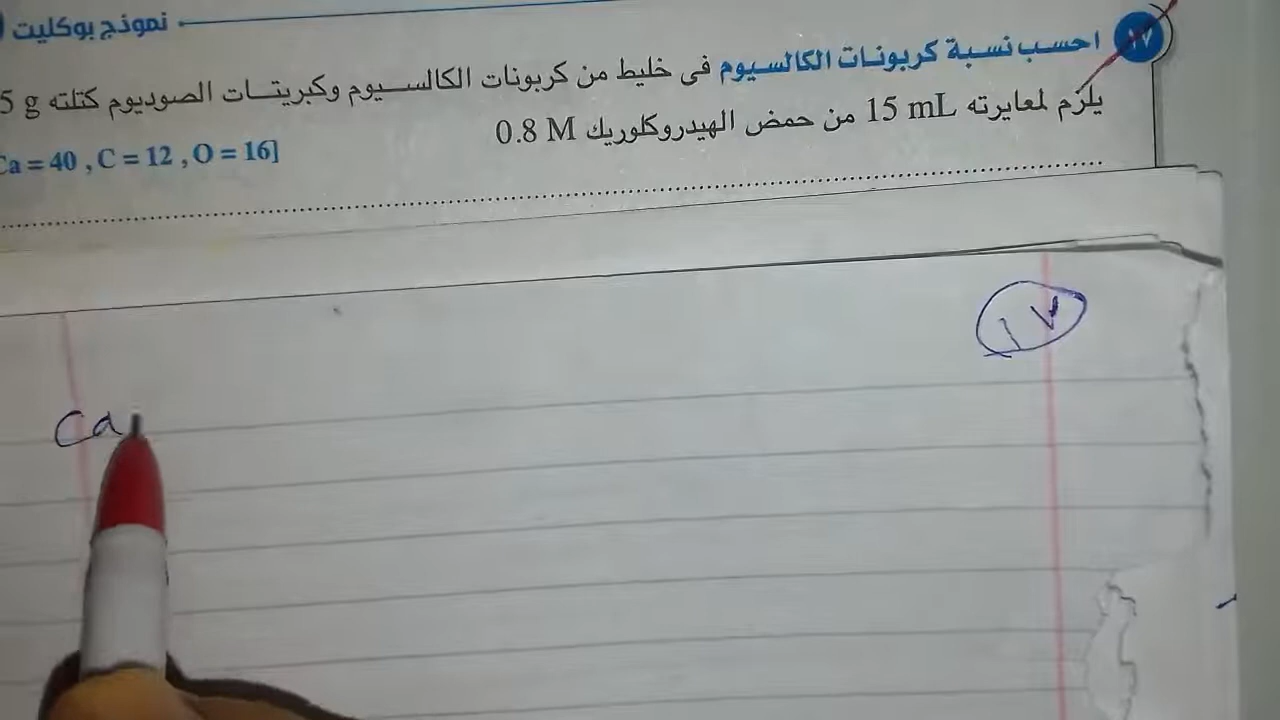 نموذج بوكليت
١٧ احسب نسبة كربونات الكالسيوم فى خليط من كربونات الكالسيوم وكبريتات الصوديوم كتلته 5 g
يلزم لمعايرته 15 mL من حمض الهيدروكلوريك 0.8 M
Ca = 40 , C = 12 , O = 16]
١٧
Ca